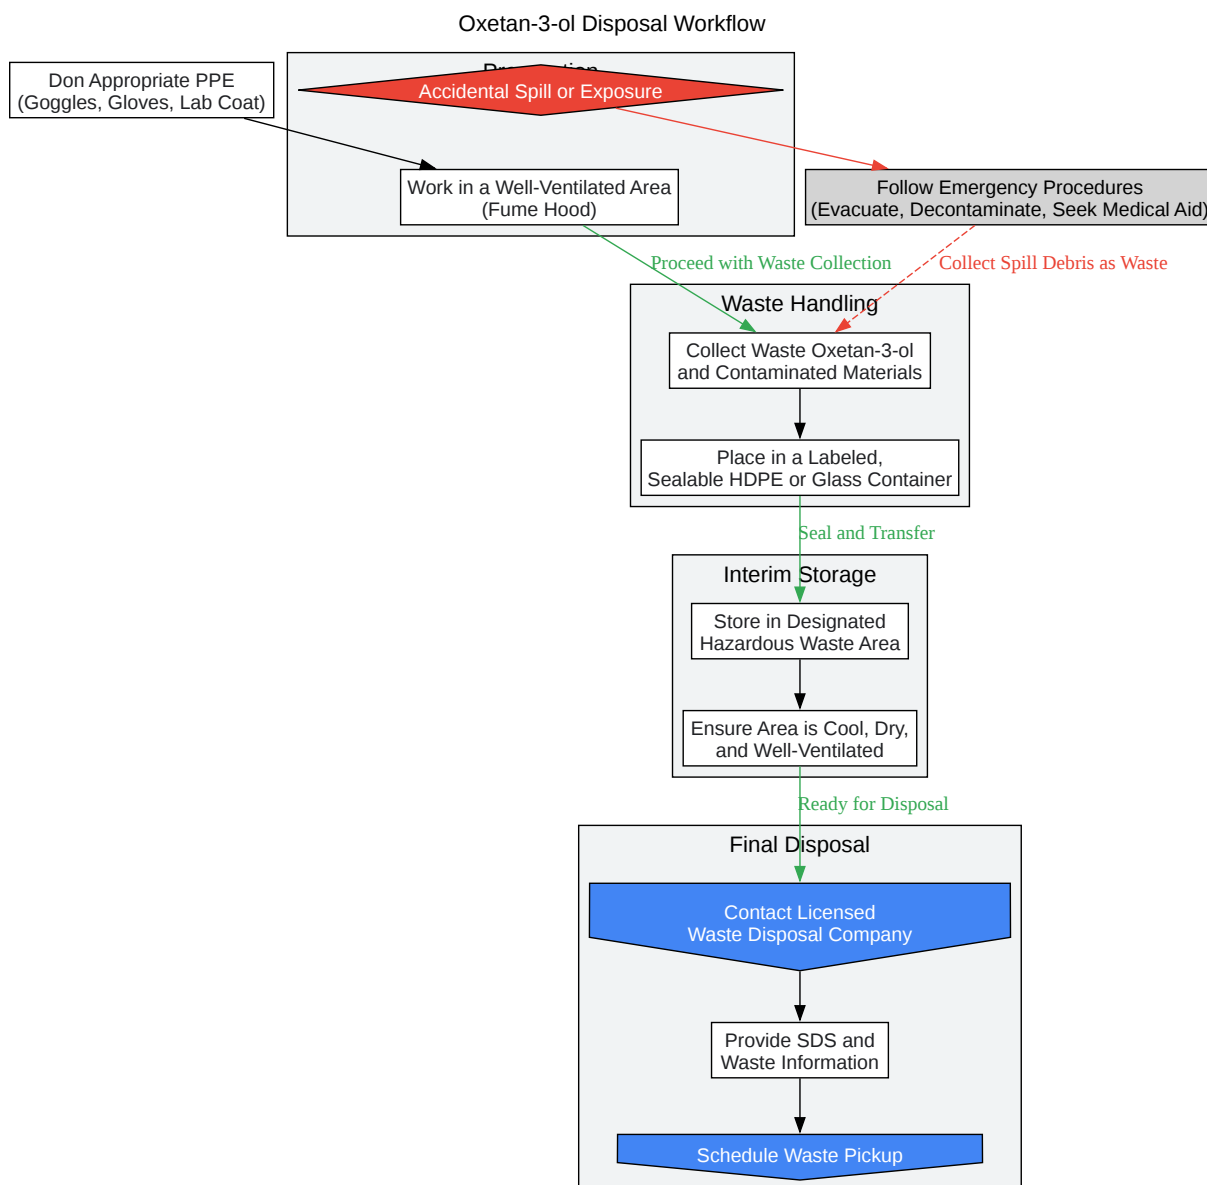 Oxetan-3-ol Disposal Workflow
Don Appropriate PPE
(Goggles, Gloves, Lab Coat)
Accidental Spill or Exposure
Work in a Well-Ventilated Area
(Fume Hood)
Follow Emergency Procedures
(Evacuate, Decontaminate, Seek Medical Aid)
Proceed with Waste Collection
Collect Spill Debris as Waste
Waste Handling
Collect Waste Oxetan-3-ol
and Contaminated Materials
Place in a Labeled,
Sealable HDPE or Glass Container
Seal and Transfer
Interim Storage
Store in Designated
Hazardous Waste Area
Ensure Area is Cool, Dry,
and Well-Ventilated
Ready for Disposal
Final Disposal
Contact Licensed
Waste Disposal Company
Provide SDS and
Waste Information
Schedule Waste Pickup